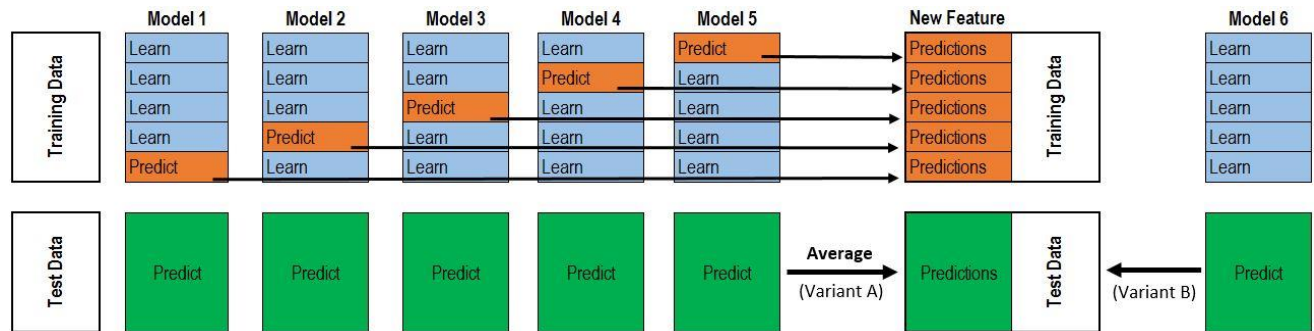 Model 1 Model 2 Model 3 Model 4 Model 5 New Feature Model 6
Training Data
Learn Learn Learn Learn Predict Predictions Learn
Learn Learn Learn Predict Learn Predictions Learn
Learn Learn Predict Learn Learn Predictions Learn
Learn Predict Learn Learn Learn Predictions Learn
Predict Learn Learn Learn Learn Predictions Learn
Training Data
Test Data
Predict Predict Predict Predict Predict
Average
(Variant A)
Predictions
Test Data
(Variant B)
Predict